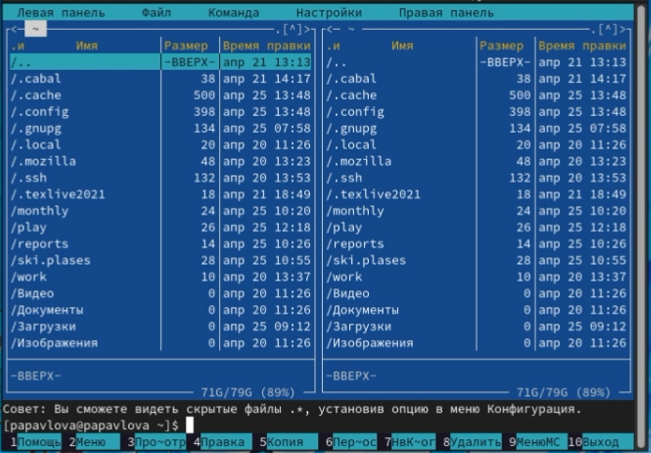 Левая панель Файл Команда Настройки Правая панель
<─ ~ .[^]> <─ ~ .[^]>
.и Имя Размер Время правки .и Имя Размер Время правки
/.. -ВВЕРХ- апр 21 13:13 /.. -ВВЕРХ- апр 21 13:13
/.cabal 38 апр 21 14:17 /.cabal 38 апр 21 14:17
/.cache 500 апр 25 13:48 /.cache 500 апр 25 13:48
/.config 398 апр 25 13:48 /.config 398 апр 25 13:48
/.gnupg 134 апр 25 07:58 /.gnupg 134 апр 25 07:58
/.local 20 апр 20 11:26 /.local 20 апр 20 11:26
/.mozilla 48 апр 20 13:23 /.mozilla 48 апр 20 13:23
/.ssh 132 апр 20 13:53 /.ssh 132 апр 20 13:53
/.texlive2021 18 апр 21 18:49 /.texlive2021 18 апр 21 18:49
/monthly 24 апр 25 10:20 /monthly 24 апр 25 10:20
/play 26 апр 25 12:18 /play 26 апр 25 12:18
/reports 14 апр 25 10:26 /reports 14 апр 25 10:26
/ski.plases 28 апр 25 10:55 /ski.plases 28 апр 25 10:55
/work 10 апр 20 13:37 /work 10 апр 20 13:37
/Видео 0 апр 20 11:26 /Видео 0 апр 20 11:26
/Документы 0 апр 20 11:26 /Документы 0 апр 20 11:26
/Загрузки 0 апр 25 09:12 /Загрузки 0 апр 25 09:12
/Изображения 0 апр 20 11:26 /Изображения 0 апр 20 11:26
-ВВЕРХ- -ВВЕРХ-
71G/79G (89%) 71G/79G (89%)
Совет: Вы сможете видеть скрытые файлы .*, установив опцию в меню Конфигурация.
[papavlova@papavlova ~]$
1Помощь 2Меню 3Про~отр 4Правка 5Копия 6Пер~ос 7НвК~ог 8Удалить 9МенюМС 10Выход